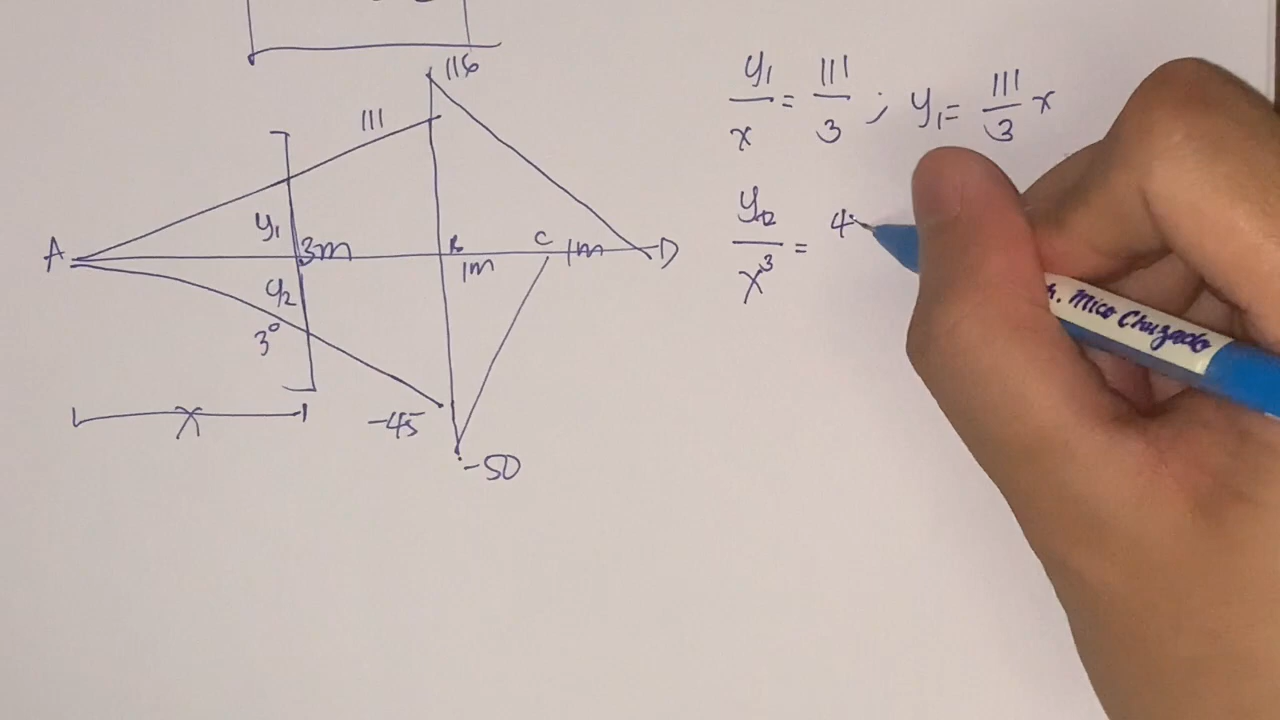 116
111
y₁/x = 111/3 ; y₁ = 111/3 x
y₂/x³ = 4
A
y₁
3m
B
1m
C
1m
D
y₂
3°
x
-45
-50
Mico Chuzado